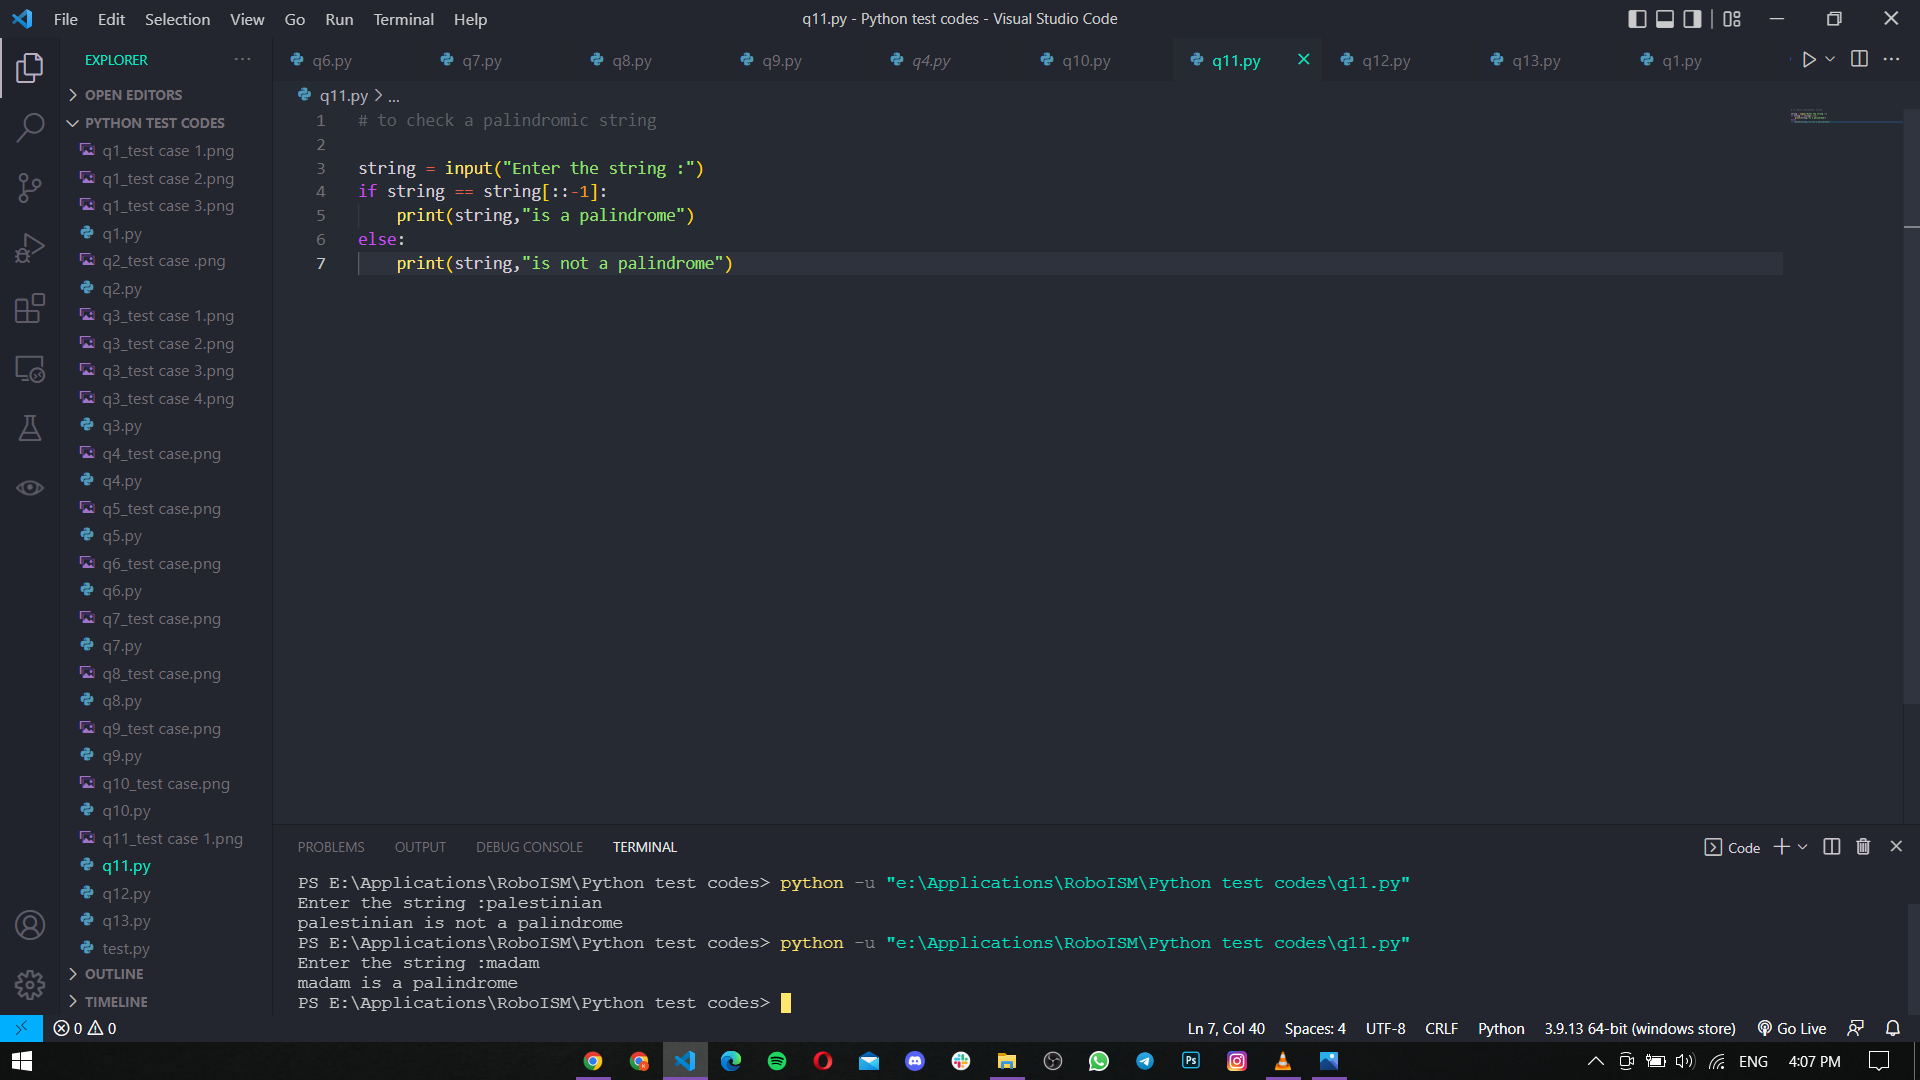 File Edit Selection View Go Run Terminal Help
q11.py - Python test codes - Visual Studio Code
EXPLORER
q6.py q7.py q8.py q9.py q4.py q10.py q11.py q12.py q13.py q1.py
OPEN EDITORS
PYTHON TEST CODES
q1_test case 1.png
q1_test case 2.png
q1_test case 3.png
q1.py
q2_test case .png
q2.py
q3_test case 1.png
q3_test case 2.png
q3_test case 3.png
q3_test case 4.png
q3.py
q4_test case.png
q4.py
q5_test case.png
q5.py
q6_test case.png
q6.py
q7_test case.png
q7.py
q8_test case.png
q8.py
q9_test case.png
q9.py
q10_test case.png
q10.py
q11_test case 1.png
q11.py
q12.py
q13.py
test.py
OUTLINE
TIMELINE
q11.py > ...
1 # to check a palindromic string
2
3 string = input("Enter the string :")
4 if string == string[::-1]:
5     print(string,"is a palindrome")
6 else:
7     print(string,"is not a palindrome")
PROBLEMS OUTPUT DEBUG CONSOLE TERMINAL
Code
PS E:\Applications\RoboISM\Python test codes> python -u "e:\Applications\RoboISM\Python test codes\q11.py"
Enter the string :palestinian
palestinian is not a palindrome
PS E:\Applications\RoboISM\Python test codes> python -u "e:\Applications\RoboISM\Python test codes\q11.py"
Enter the string :madam
madam is a palindrome
PS E:\Applications\RoboISM\Python test codes>
0 0
Ln 7, Col 40 Spaces: 4 UTF-8 CRLF Python 3.9.13 64-bit (windows store) Go Live
Ps
ENG 4:07 PM